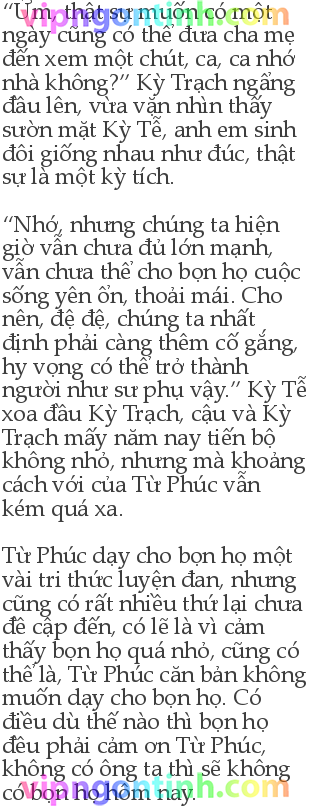 “Ừm, thật sự muốn có một
ngày cũng có thể đưa cha mẹ
đến xem một chút, ca, ca nhớ
nhà không?” Kỳ Trạch ngẩng
đầu lên, vừa vặn nhìn thấy
sườn mặt Kỳ Tễ, anh em sinh
đôi giống nhau như đúc, thật
sự là một kỳ tích.
“Nhớ, nhưng chúng ta hiện
giờ vẫn chưa đủ lớn mạnh,
vẫn chưa thể cho bọn họ cuộc
sống yên ổn, thoải mái. Cho
nên, đệ đệ, chúng ta nhất
định phải càng thêm cố gắng,
hy vọng có thể trở thành
người như sư phụ vậy.” Kỳ Tễ
xoa đầu Kỳ Trạch, cậu và Kỳ
Trạch mấy năm nay tiến bộ
không nhỏ, nhưng mà khoảng
cách với của Từ Phúc vẫn
kém quá xa.
Từ Phúc dạy cho bọn họ một
vài tri thức luyện đan, nhưng
cũng có rất nhiều thứ lại chưa
đề cập đến, có lẽ là vì cảm
thấy bọn họ quá nhỏ, cũng có
thể là, Từ Phúc căn bản không
muốn dạy cho bọn họ. Có
điều dù thế nào thì bọn họ
đều phải cảm ơn Từ Phúc,
không có ông ta thì sẽ không
có bọn họ hôm nay.
vipngontinh.com
vipngontinh.com